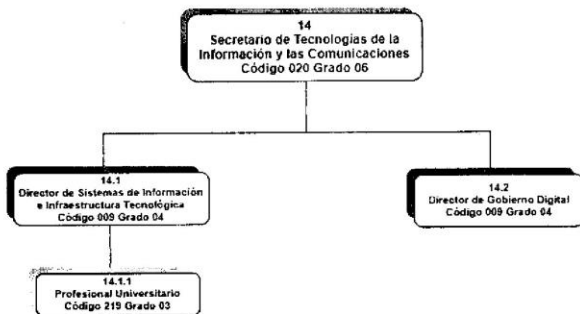 14
Secretario de Tecnologías de la
Información y las Comunicaciones
Código 020 Grado 06
14.1
Director de Sistemas de Información
e Infraestructura Tecnológica
Código 009 Grado 04
14.2
Director de Gobierno Digital
Código 009 Grado 04
14.1.1
Profesional Universitario
Código 219 Grado 03